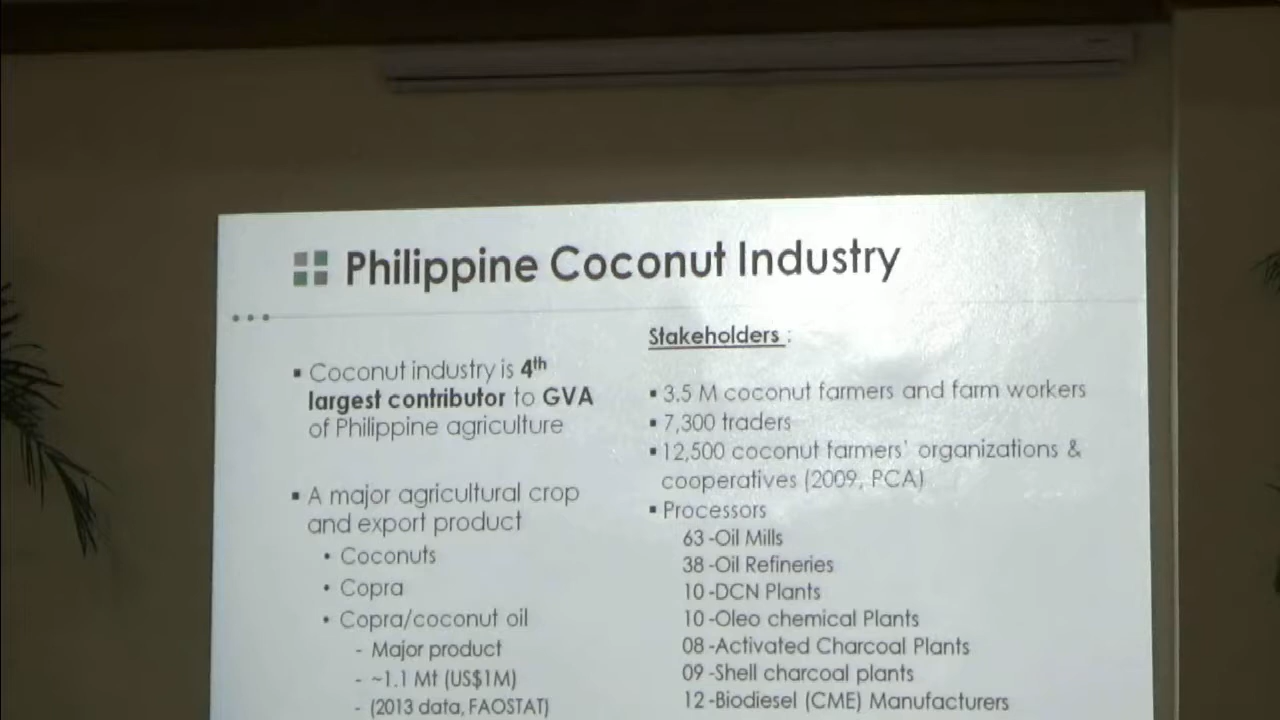 Philippine Coconut Industry
▪ Coconut industry is 4th
largest contributor to GVA
of Philippine agriculture
▪ A major agricultural crop
and export product
• Coconuts
• Copra
• Copra/coconut oil
- Major product
- ~1.1 Mt (US$1M)
- (2013 data, FAOSTAT)
Stakeholders :
▪ 3.5 M coconut farmers and farm workers
▪ 7,300 traders
▪ 12,500 coconut farmers' organizations &
cooperatives (2009, PCA)
▪ Processors
63 -Oil Mills
38 -Oil Refineries
10 -DCN Plants
10 -Oleo chemical Plants
08 -Activated Charcoal Plants
09 -Shell charcoal plants
12 -Biodiesel (CME) Manufacturers